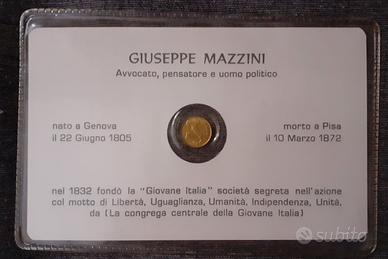 GIUSEPPE MAZZINI
Avvocato, pensatore e uomo politico
nato a Genova
il 22 Giugno 1805
morto a Pisa
il 10 Marzo 1872
nel 1832 fondó la "Giovane Italia" società segreta nell'azione
col motto di Libertà, Uguaglianza, Umanità, Indipendenza, Unità,
da (La congrega centrale della Giovane Italia)
subito